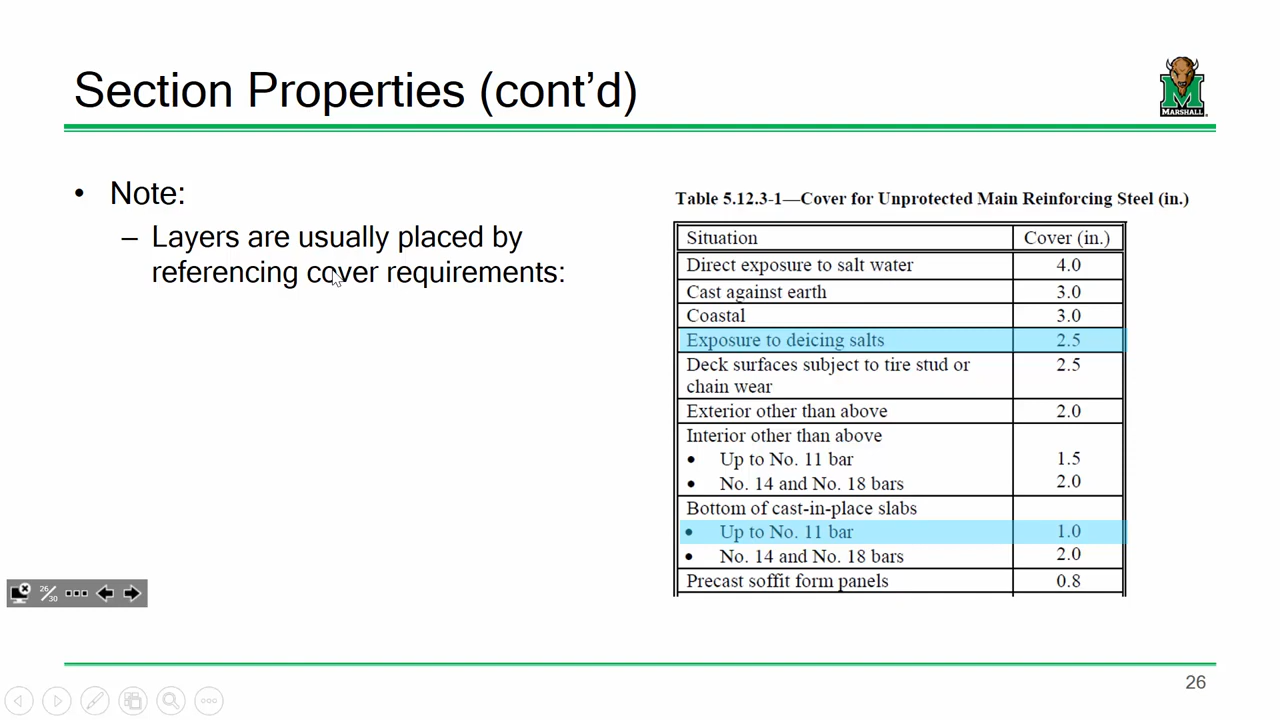 Section Properties (cont’d)
MARSHALL
• Note:
– Layers are usually placed by
referencing cover requirements:
Table 5.12.3-1—Cover for Unprotected Main Reinforcing Steel (in.)
Situation Cover (in.)
Direct exposure to salt water 4.0
Cast against earth 3.0
Coastal 3.0
Exposure to deicing salts 2.5
Deck surfaces subject to tire stud or 2.5
chain wear
Exterior other than above 2.0
Interior other than above
• Up to No. 11 bar 1.5
• No. 14 and No. 18 bars 2.0
Bottom of cast-in-place slabs
• Up to No. 11 bar 1.0
• No. 14 and No. 18 bars 2.0
Precast soffit form panels 0.8
26/30
26